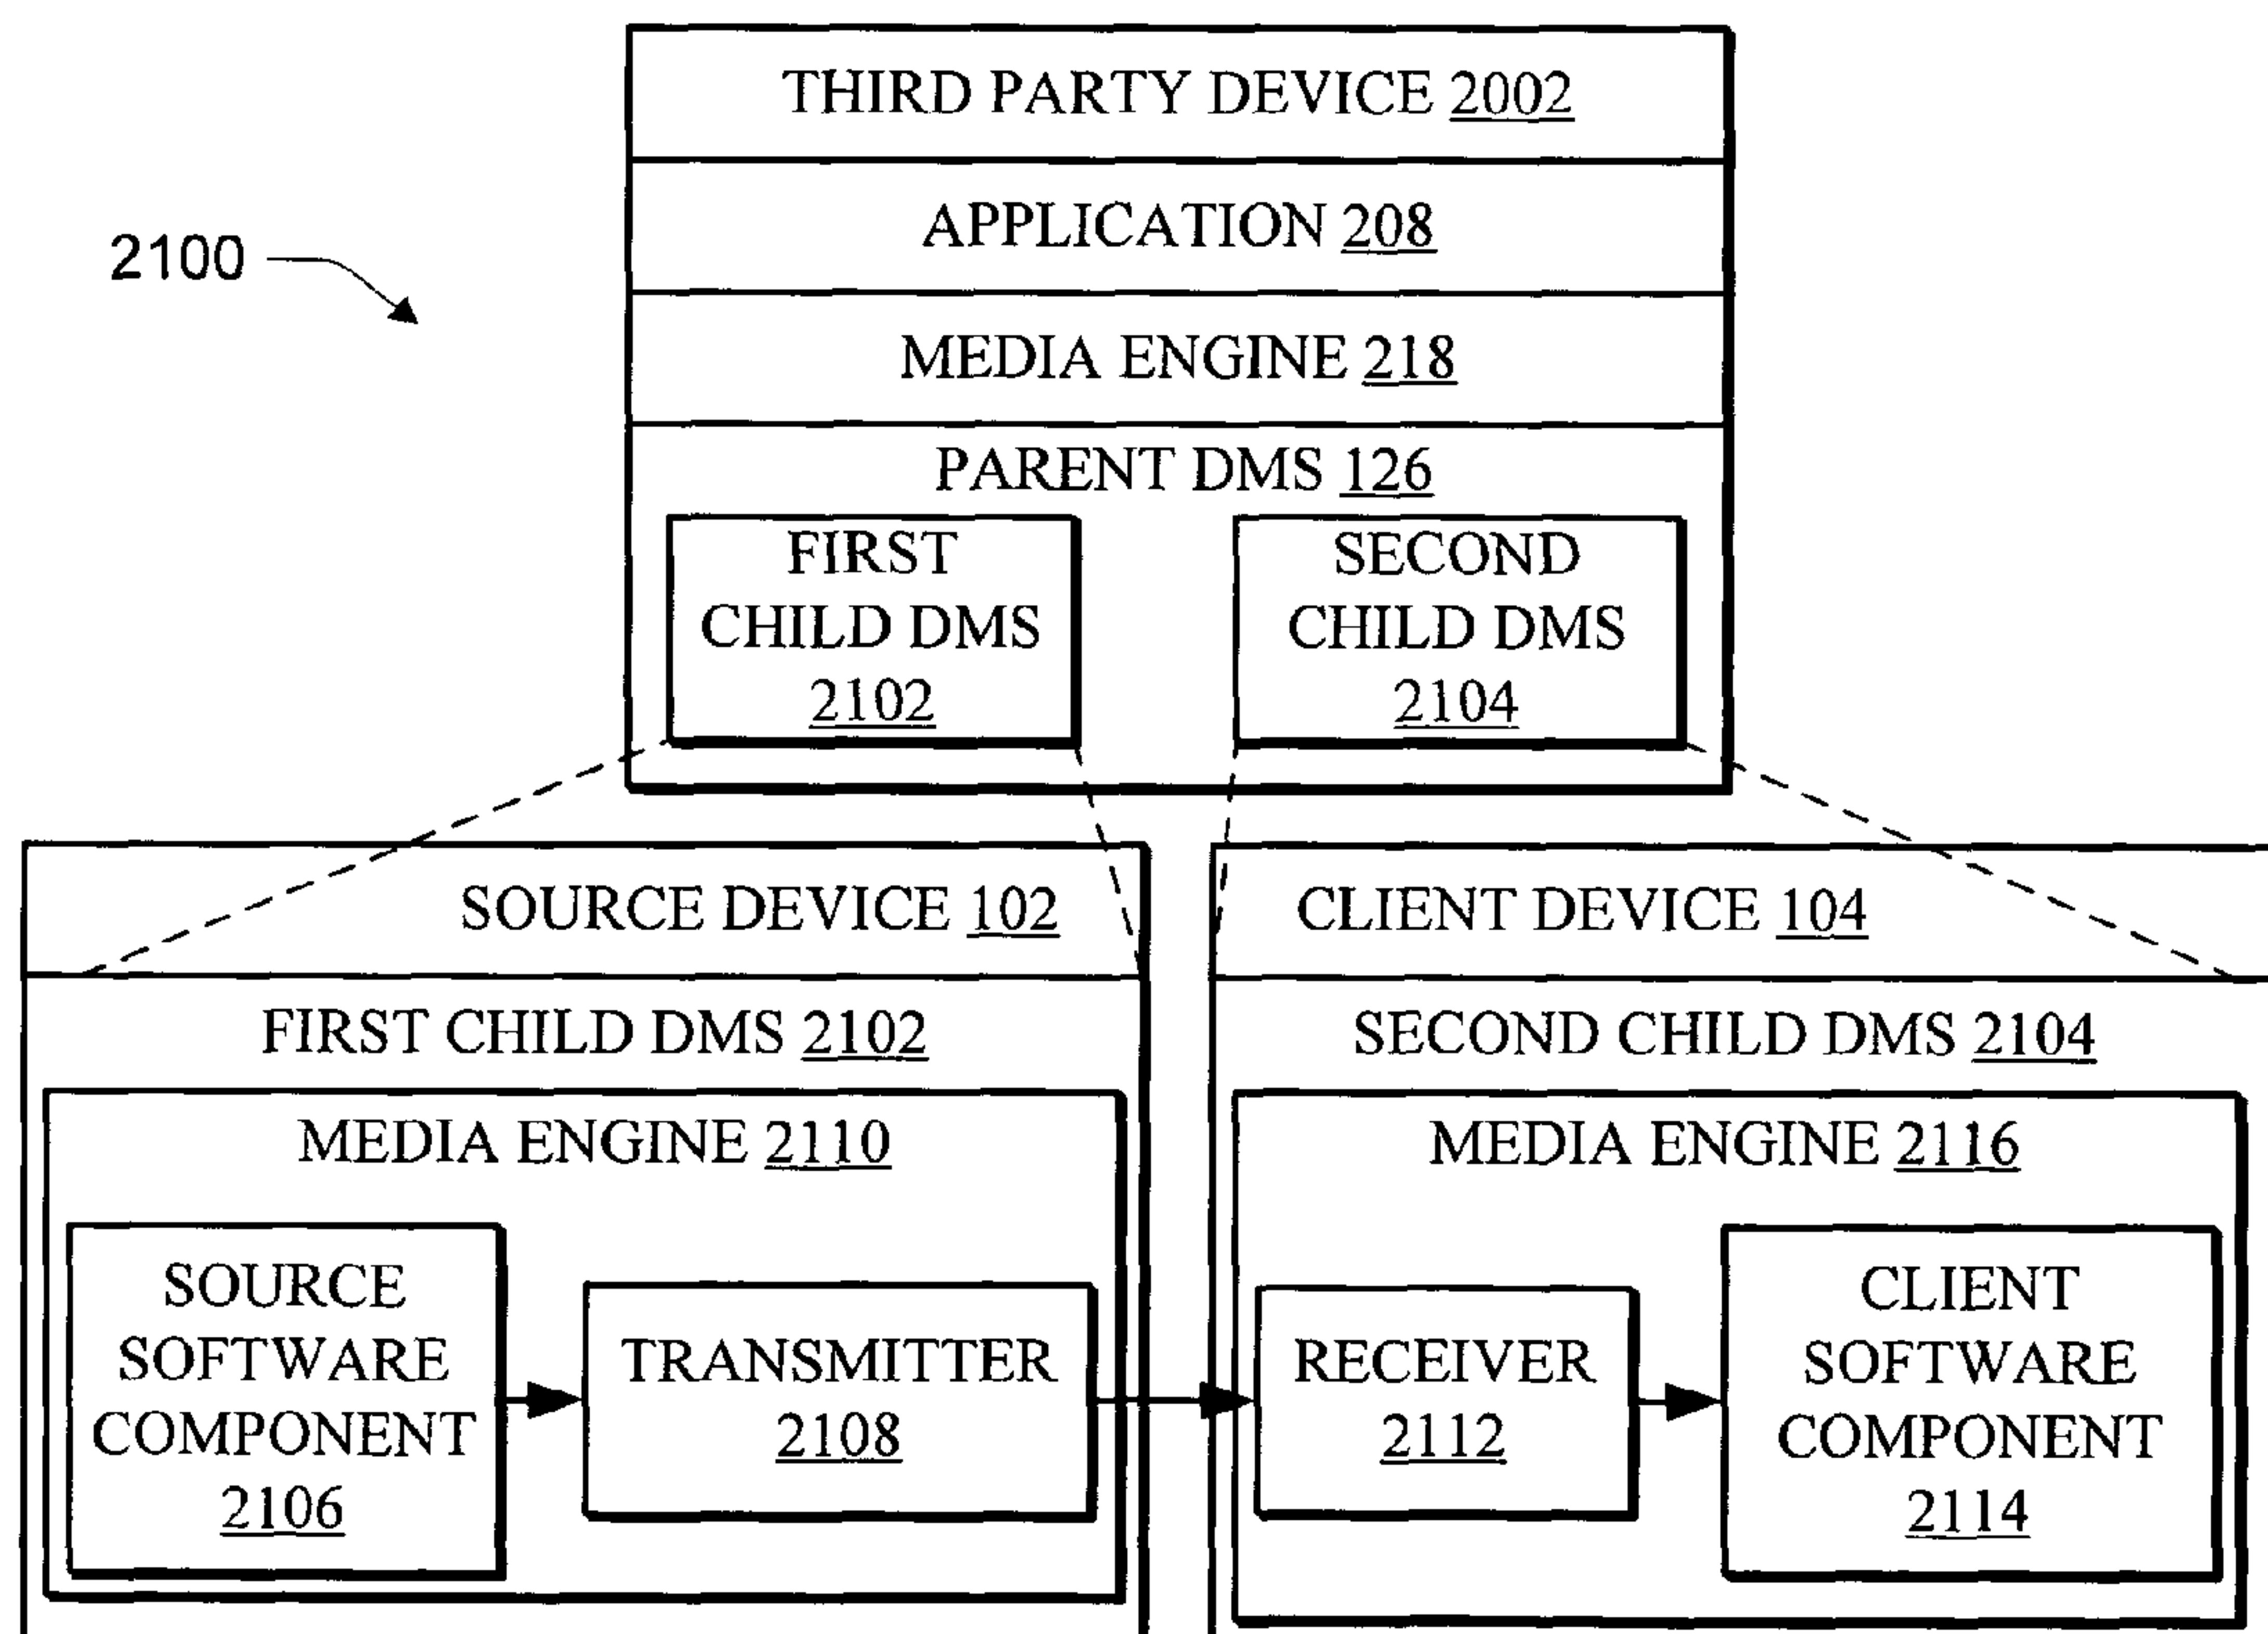 THIRD PARTY DEVICE 2002
APPLICATION 208
2100
MEDIA ENGINE 218
PARENT DMS 126
FIRST
CHILD DMS
2102
SECOND
CHILD DMS
2104
SOURCE DEVICE 102
FIRST CHILD DMS 2102
MEDIA ENGINE 2110
SOURCE
SOFTWARE
COMPONENT
2106
TRANSMITTER
2108
CLIENT DEVICE 104
SECOND CHILD DMS 2104
MEDIA ENGINE 2116
RECEIVER
2112
CLIENT
SOFTWARE
COMPONENT
2114